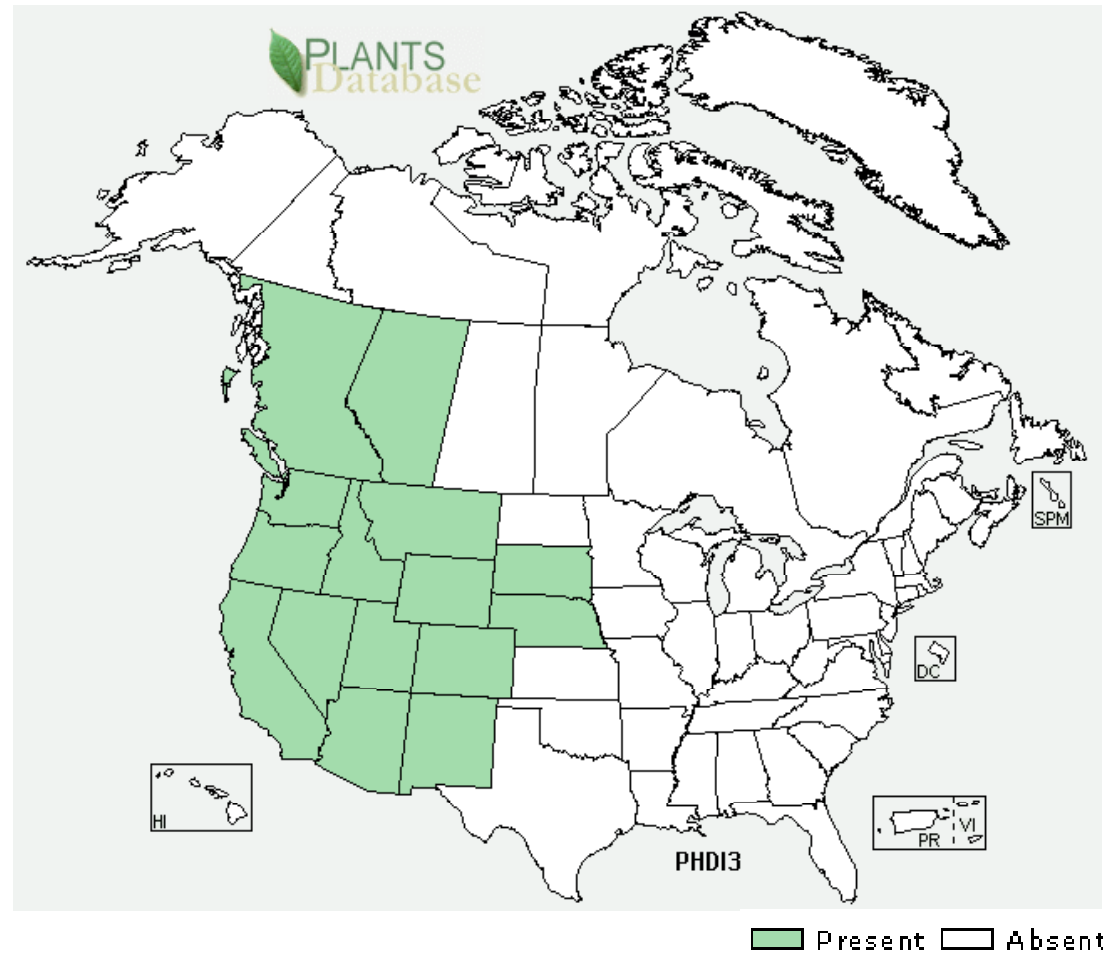 PLANTS
Database
SPM
DC
HI
PR
VI
PHDI3
Present
Absent